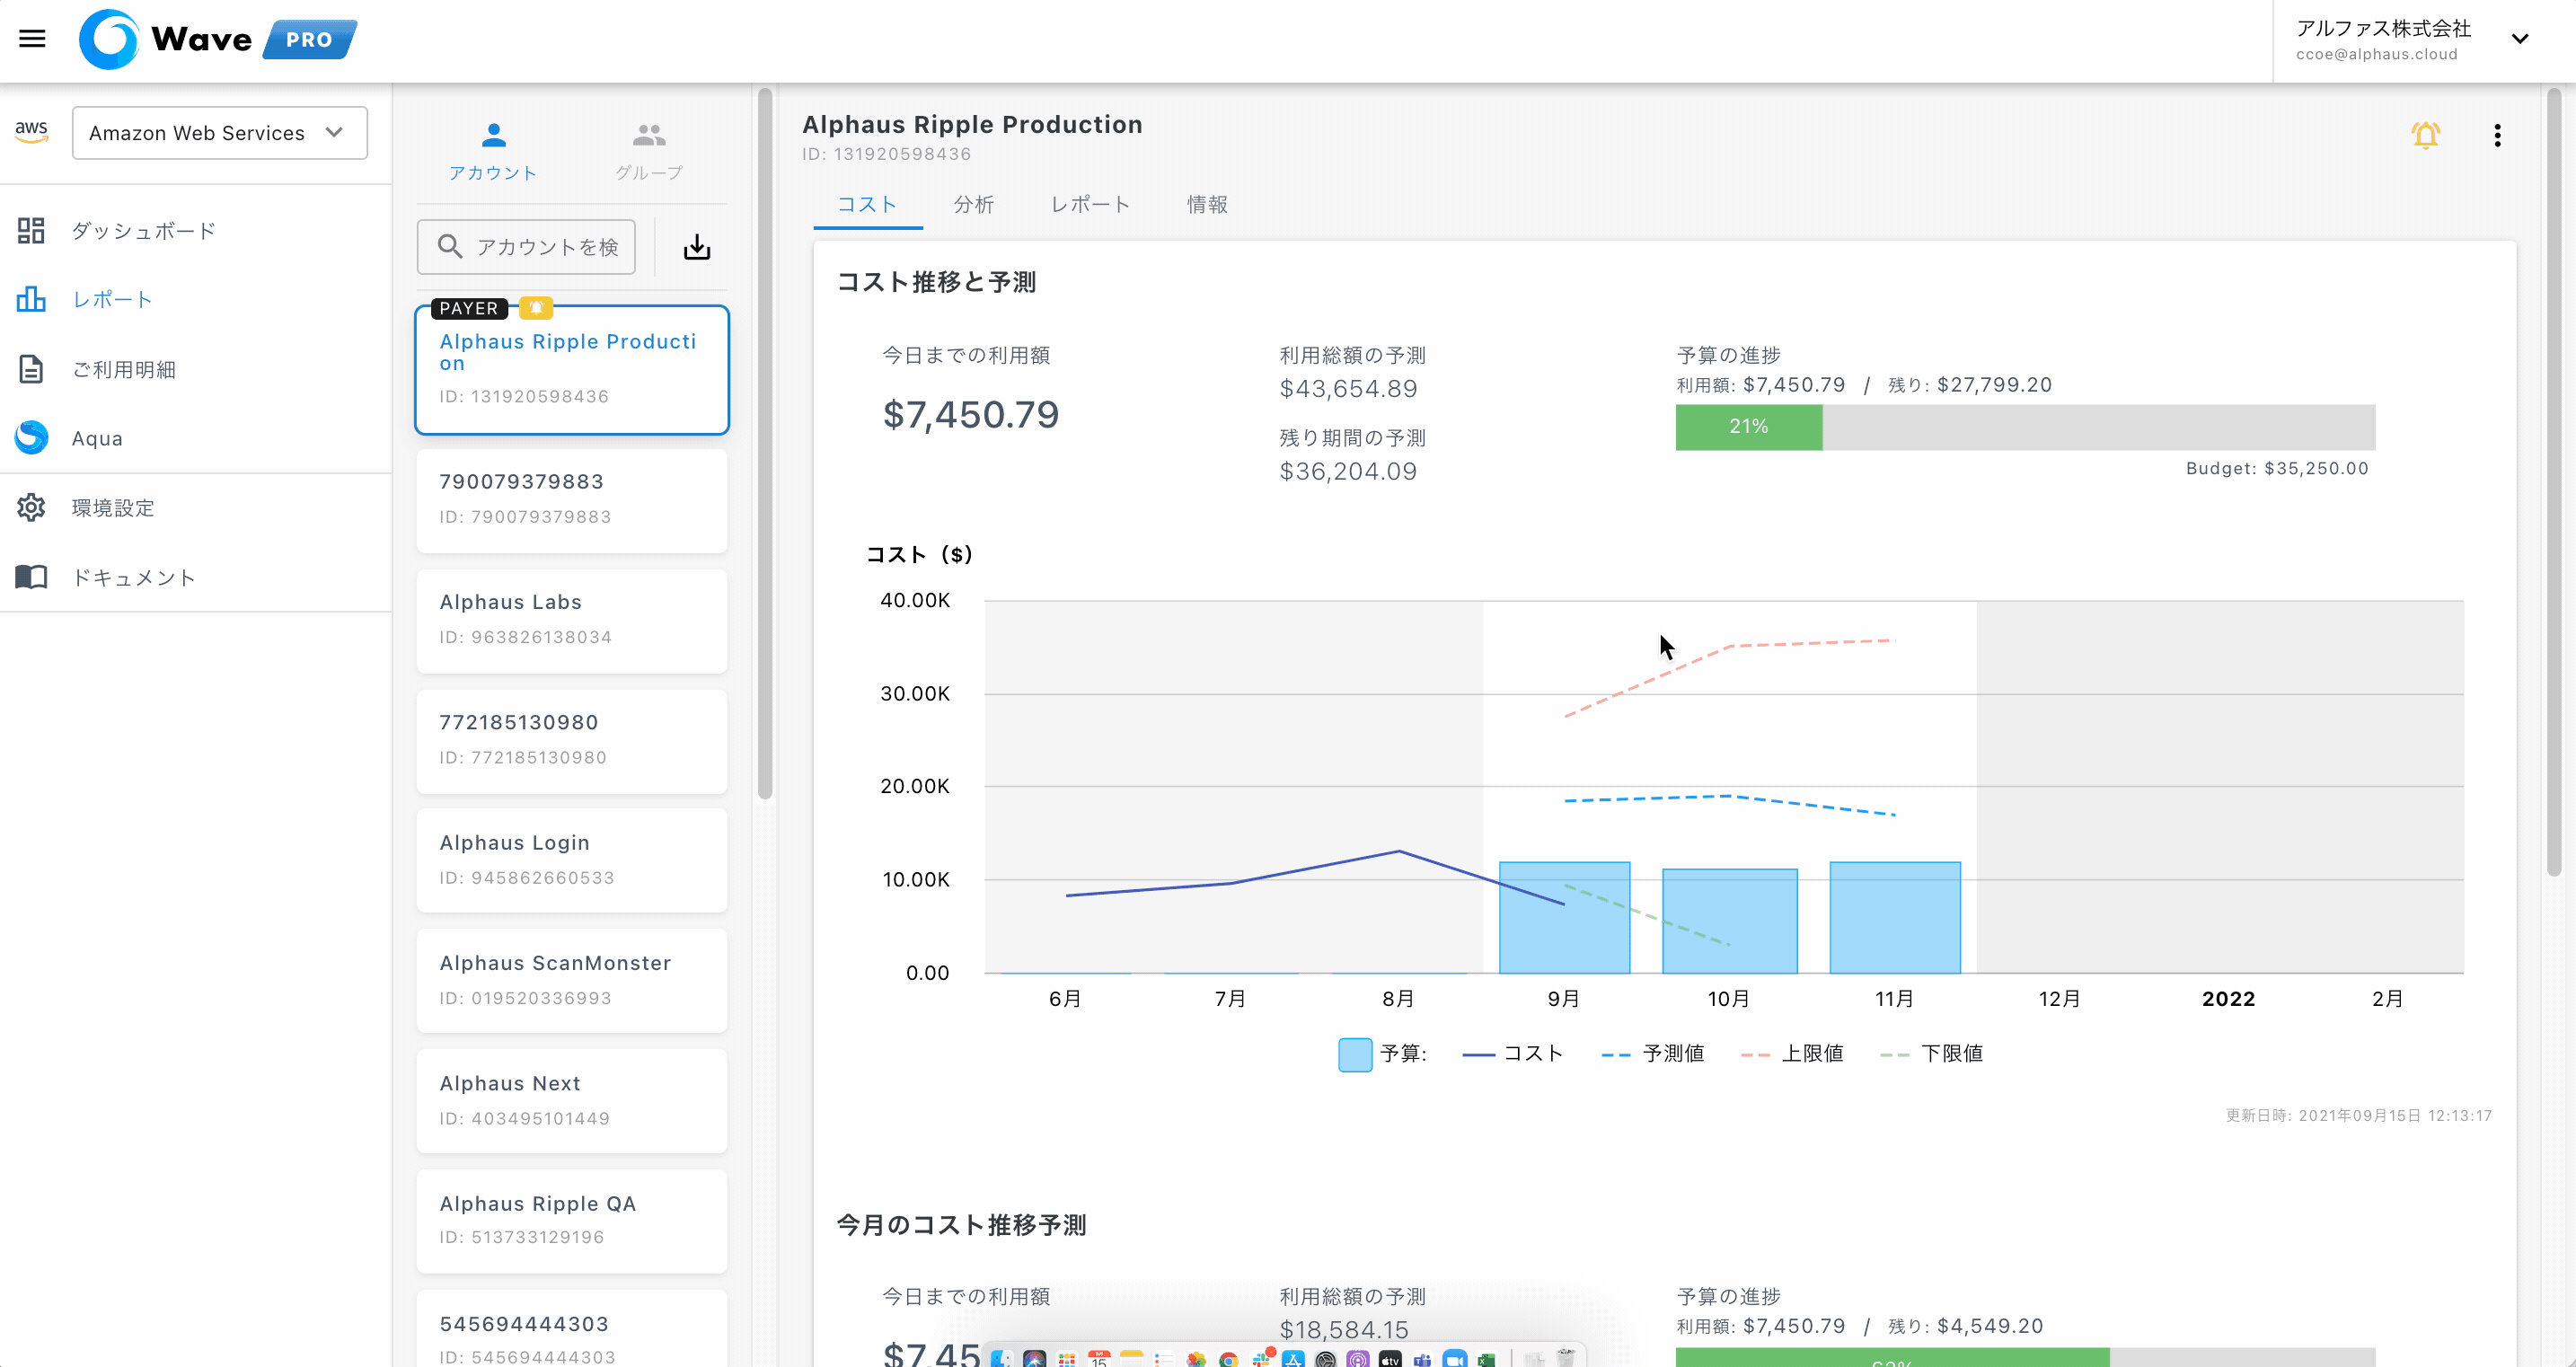 Wave PRO
アルファス株式会社
ccoe@alphaus.cloud
aws
Amazon Web Services
ダッシュボード
レポート
ご利用明細
Aqua
環境設定
ドキュメント
アカウント
グループ
アカウントを検
PAYER
Alphaus Ripple Producti
on
ID: 131920598436
790079379883
ID: 790079379883
Alphaus Labs
ID: 963826138034
772185130980
ID: 772185130980
Alphaus Login
ID: 945862660533
Alphaus ScanMonster
ID: 019520336993
Alphaus Next
ID: 403495101449
Alphaus Ripple QA
ID: 513733129196
545694444303
ID: 545694444303
Alphaus Ripple Production
ID: 131920598436
コスト 分析 レポート 情報
コスト推移と予測
今日までの利用額
$7,450.79
利用総額の予測
$43,654.89
残り期間の予測
$36,204.09
予算の進捗
利用額: $7,450.79 / 残り: $27,799.20
21%
Budget: $35,250.00
コスト（$）
40.00K
30.00K
20.00K
10.00K
0.00
6月 7月 8月 9月 10月 11月 12月 2022 2月
予算: コスト 予測値 上限値 下限値
更新日時: 2021年09月15日 12:13:17
今月のコスト推移予測
今日までの利用額
$7,45
利用総額の予測
$18,584.15
予算の進捗
利用額: $7,450.79 / 残り: $4,549.20
15
tv